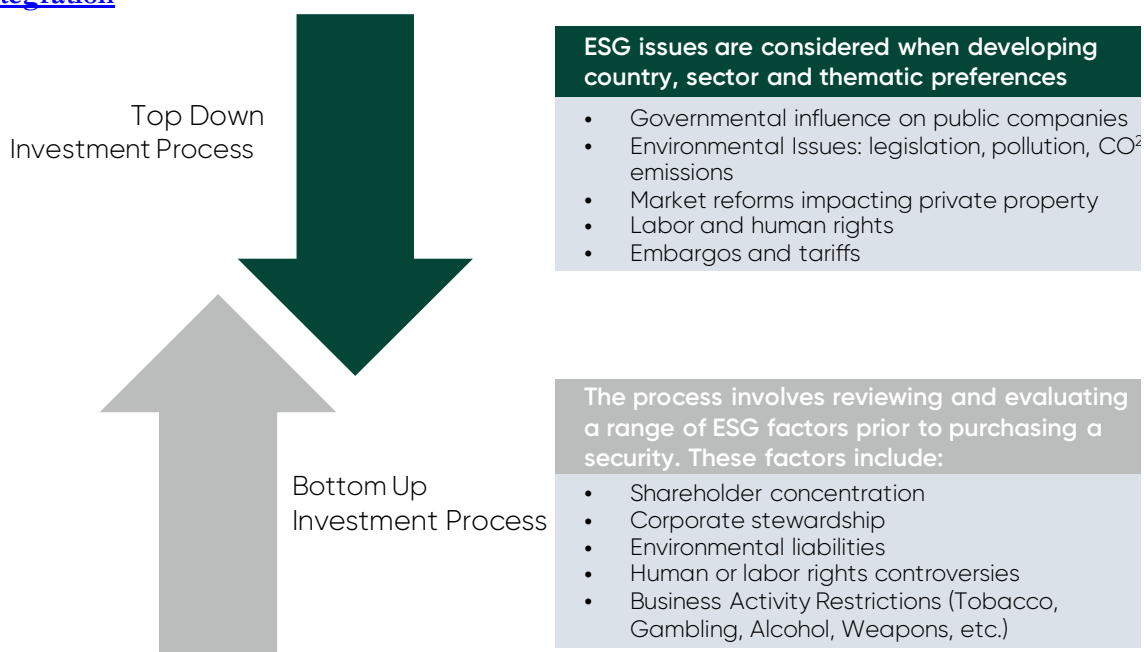 Top Down
Investment Process
ESG issues are considered when developing
country, sector and thematic preferences
• Governmental influence on public companies
• Environmental Issues: legislation, pollution, CO²
emissions
• Market reforms impacting private property
• Labor and human rights
• Embargos and tariffs
Bottom Up
Investment Process
The process involves reviewing and evaluating
a range of ESG factors prior to purchasing a
security. These factors include:
• Shareholder concentration
• Corporate stewardship
• Environmental liabilities
• Human or labor rights controversies
• Business Activity Restrictions (Tobacco,
Gambling, Alcohol, Weapons, etc.)